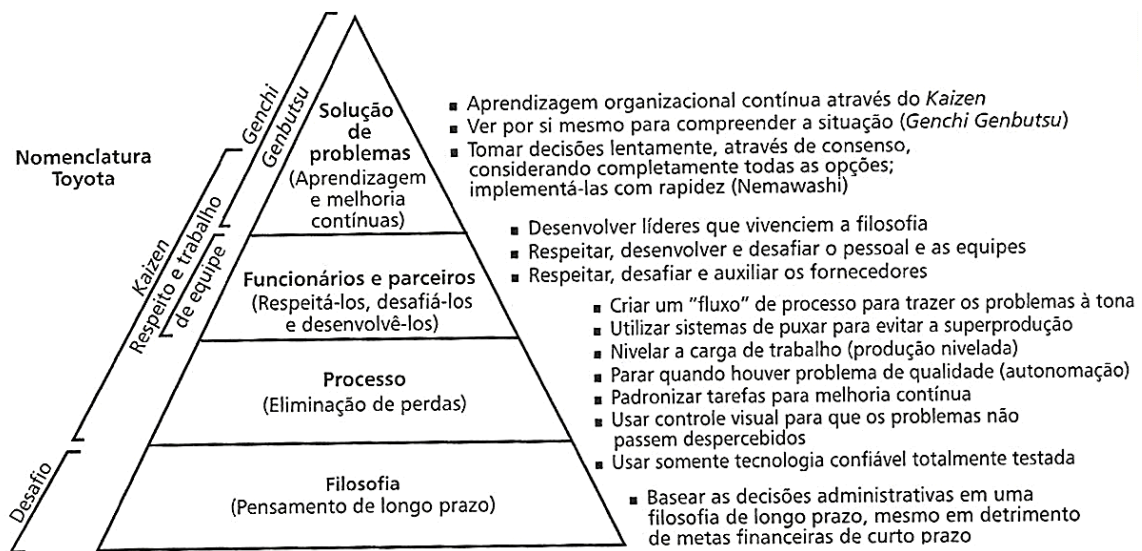 Nomenclatura
Toyota
Genchi
Genbutsu
Kaizen
Respeito e trabalho
de equipe
Desafio
Solução
de
problemas
(Aprendizagem
e melhoria
contínuas)
▪ Aprendizagem organizacional contínua através do Kaizen
▪ Ver por si mesmo para compreender a situação (Genchi Genbutsu)
▪ Tomar decisões lentamente, através de consenso,
considerando completamente todas as opções;
implementá-las com rapidez (Nemawashi)
Funcionários e parceiros
(Respeitá-los, desafiá-los
e desenvolvê-los)
▪ Desenvolver líderes que vivenciem a filosofia
▪ Respeitar, desenvolver e desafiar o pessoal e as equipes
▪ Respeitar, desafiar e auxiliar os fornecedores
Processo
(Eliminação de perdas)
▪ Criar um "fluxo" de processo para trazer os problemas à tona
▪ Utilizar sistemas de puxar para evitar a superprodução
▪ Nivelar a carga de trabalho (produção nivelada)
▪ Parar quando houver problema de qualidade (autonomação)
▪ Padronizar tarefas para melhoria contínua
▪ Usar controle visual para que os problemas não
passem despercebidos
▪ Usar somente tecnologia confiável totalmente testada
Filosofia
(Pensamento de longo prazo)
▪ Basear as decisões administrativas em uma
filosofia de longo prazo, mesmo em detrimento
de metas financeiras de curto prazo